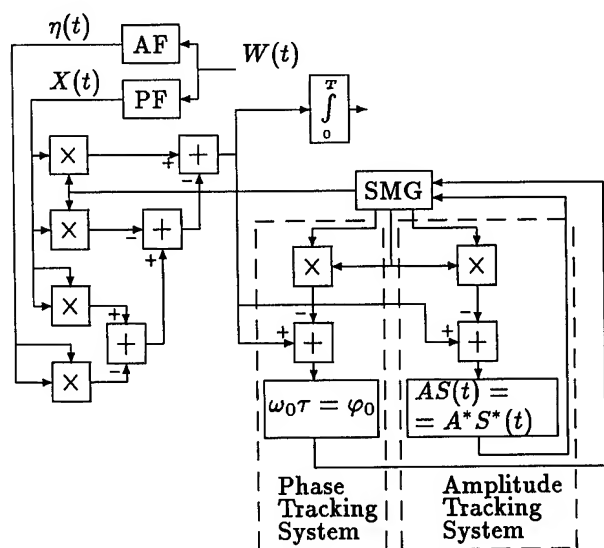 η(t)
AF
W(t)
X(t)
PF
T
∫
0
×
+
+
−
SMG
×
−
+
+
×
×
×
+
+
−
−
+
+
−
+
+
×
−
ω₀τ = φ₀
AS(t) =
= A*S*(t)
Phase
Tracking
System
Amplitude
Tracking
System